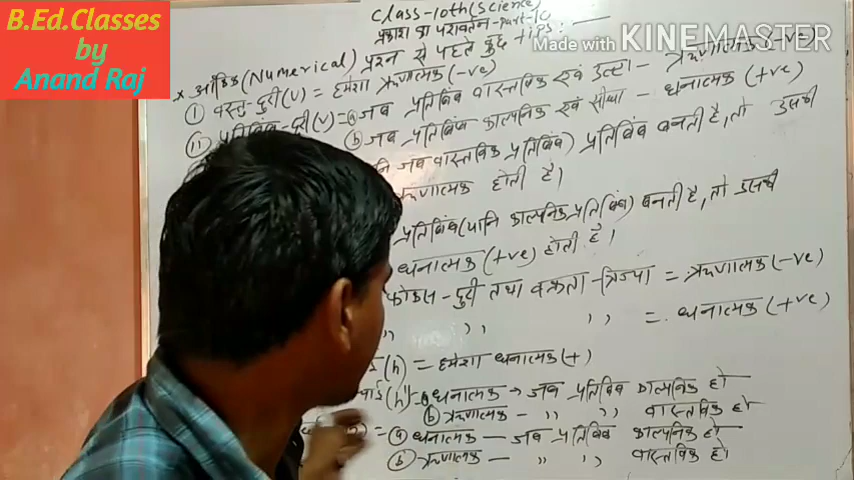 B.Ed.Classes
by
Anand Raj
Made with KINEMASTER
Class-10th (Science)
प्रकाश का परावर्तन-Part-10
* आंकिक (Numerical) प्रश्न से पहले कुछ TIPS:
(i) वस्तु-दुरी(u) = हमेशा ऋणात्मक (-ve)
(ii) प्रतिबिंब-दुरी(v)= (a) जब प्रतिबिंब वास्तविक एवं उल्टा - ऋणात्मक (-ve)
(b) जब प्रतिबिंब काल्पनिक एवं सीधा - धनात्मक (+ve)
जब वास्तविक प्रतिबिंब) प्रतिबिंब बनती है, तो उसकी
ऋणात्मक होती है।
प्रतिबिंब(यानि काल्पनिक प्रतिबिंब) बनती है, तो उसकी
धनात्मक (+ve) होती है।
फोकस-दुरी तथा वक्रता-त्रिज्या = ऋणात्मक (-ve)
,, ,, ,, = धनात्मक (+ve)
(h) = हमेशा धनात्मक (+)
(h')- (a) धनात्मक → जब प्रतिबिंब काल्पनिक हो
(b) ऋणात्मक - ,, ,, वास्तविक हो
= (a) धनात्मक - जब प्रतिबिंब काल्पनिक हो
(b) ऋणात्मक - ,, ,, वास्तविक हो